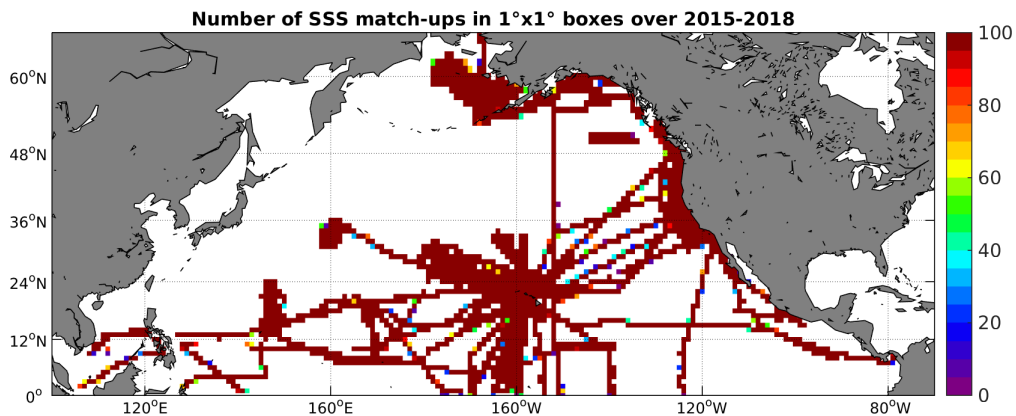 Number of SSS match-ups in 1°x1° boxes over 2015-2018
100
60°N
80
48°N
60
36°N
40
24°N
20
12°N
0°
0
120°E
160°E
160°W
120°W
80°W